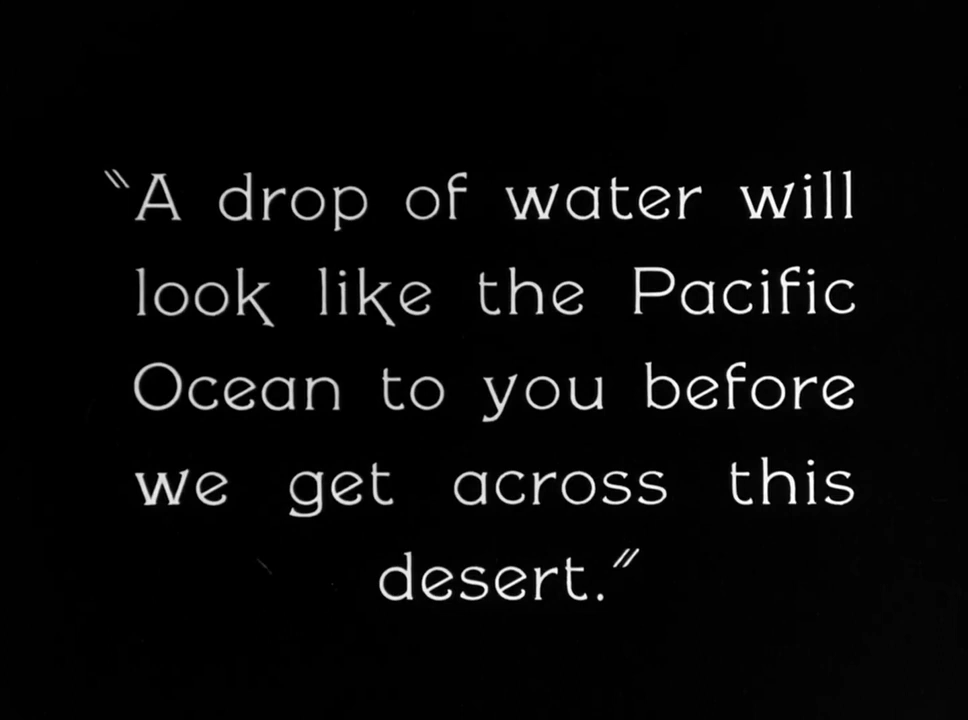 "A drop of water will
look like the Pacific
Ocean to you before
we get across this
desert."